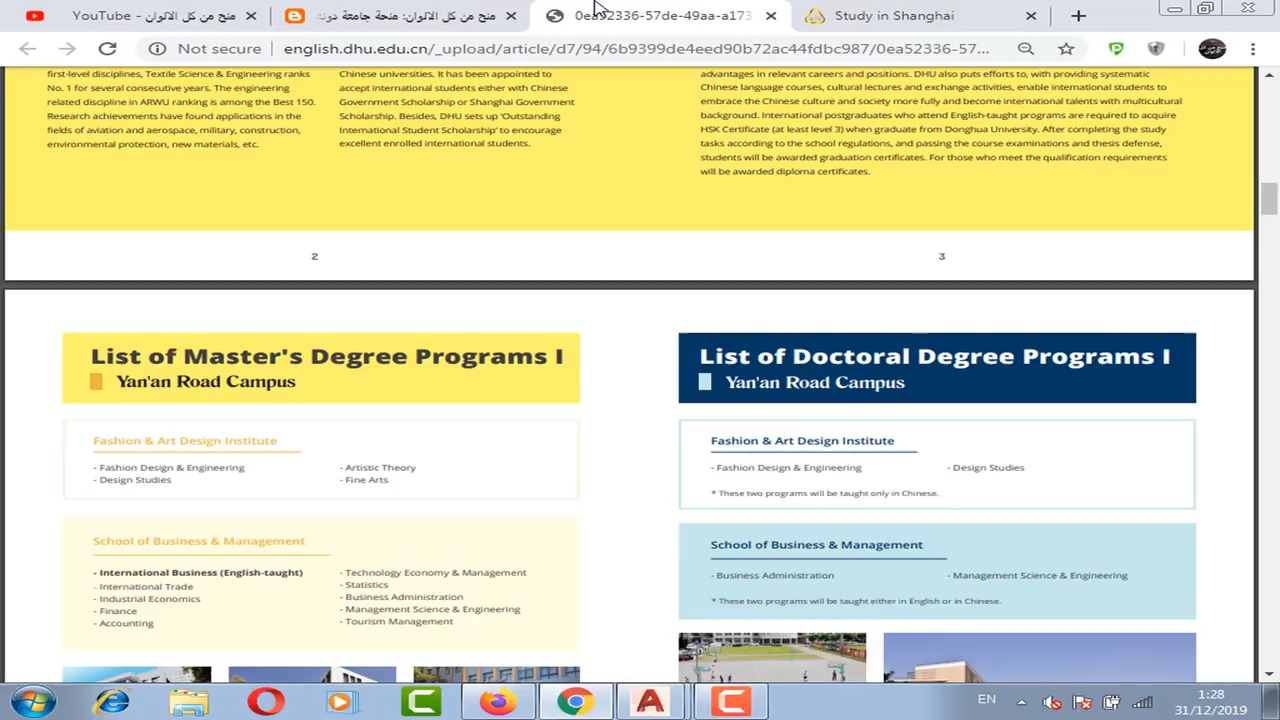 YouTube - منح من كل الالوان
منح من كل الالوان: منحة جامعة دونة
0ea52336-57de-49aa-a173
Study in Shanghai
Not secure
english.dhu.edu.cn/_upload/article/d7/94/6b9399de4eed90b72ac44fdbc987/0ea52336-57...
first-level disciplines, Textile Science & Engineering ranks
No. 1 for several consecutive years. The engineering
related discipline in ARWU ranking is among the Best 150.
Research achievements have found applications in the
fields of aviation and aerospace, military, construction,
environmental protection, new materials, etc.
Chinese universities. It has been appointed to
accept international students either with Chinese
Government Scholarship or Shanghai Government
Scholarship. Besides, DHU sets up 'Outstanding
International Student Scholarship' to encourage
excellent enrolled international students.
advantages in relevant careers and positions. DHU also puts efforts to, with providing systematic
Chinese language courses, cultural lectures and exchange activities, enable international students to
embrace the Chinese culture and society more fully and become international talents with multicultural
background. International postgraduates who attend English-taught programs are required to acquire
HSK Certificate (at least level 3) when graduate from Donghua University. After completing the study
tasks according to the school regulations, and passing the course examinations and thesis defense,
students will be awarded graduation certificates. For those who meet the qualification requirements
will be awarded diploma certificates.
2
3
List of Master's Degree Programs I
Yan'an Road Campus
Fashion & Art Design Institute
- Fashion Design & Engineering
- Design Studies
- Artistic Theory
- Fine Arts
School of Business & Management
- International Business (English-taught)
- International Trade
- Industrial Economics
- Finance
- Accounting
- Technology Economy & Management
- Statistics
- Business Administration
- Management Science & Engineering
- Tourism Management
List of Doctoral Degree Programs I
Yan'an Road Campus
Fashion & Art Design Institute
- Fashion Design & Engineering
- Design Studies
* These two programs will be taught only in Chinese.
School of Business & Management
- Business Administration
- Management Science & Engineering
* These two programs will be taught either in English or in Chinese.
EN
1:28
31/12/2019